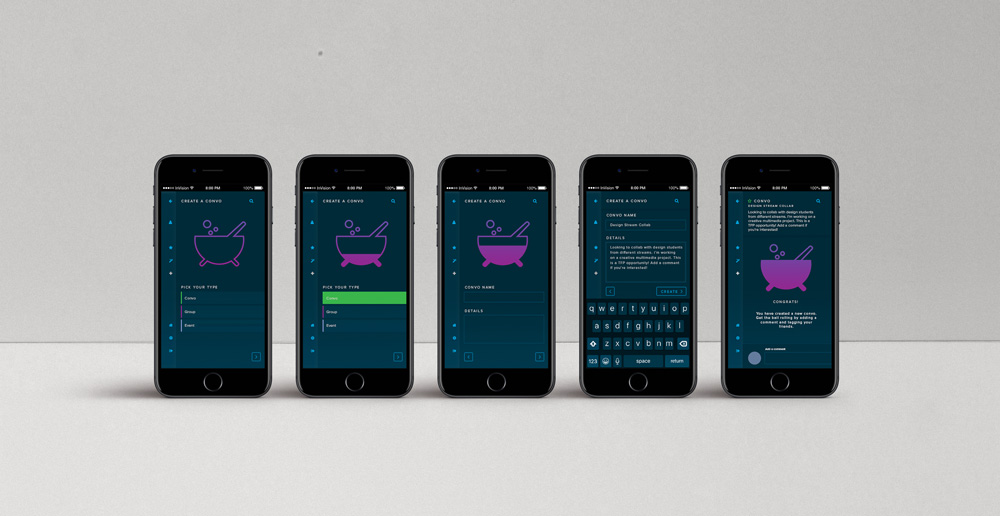 InVision
8:00 PM
100%
CREATE A CONVO
PICK YOUR TYPE
Convo
Group
Event
InVision
8:00 PM
100%
CREATE A CONVO
PICK YOUR TYPE
Convo
Group
Event
InVision
8:00 PM
100%
CREATE A CONVO
CONVO NAME
DETAILS
InVision
8:00 PM
100%
CREATE A CONVO
CONVO NAME
Design Stream Collab
DETAILS
Looking to collab with design students
from different streams. I'm working
on a creative multimedia project. This
is a TFP opportunity! Add a comment
if you're interested!
CREATE
q w e r t y u i o p
a s d f g h j k l
z x c v b n m
123 space return
InVision
8:00 PM
100%
CONVO
DESIGN STREAM COLLAB
Looking to collab with design students
from different streams. I'm working on a
creative multimedia project. This is a
TFP opportunity! Add a comment if
you're interested!
CONGRATS!
You have created a new convo.
Get the ball rolling by adding a
comment and tagging your
friends.
ADD A COMMENT